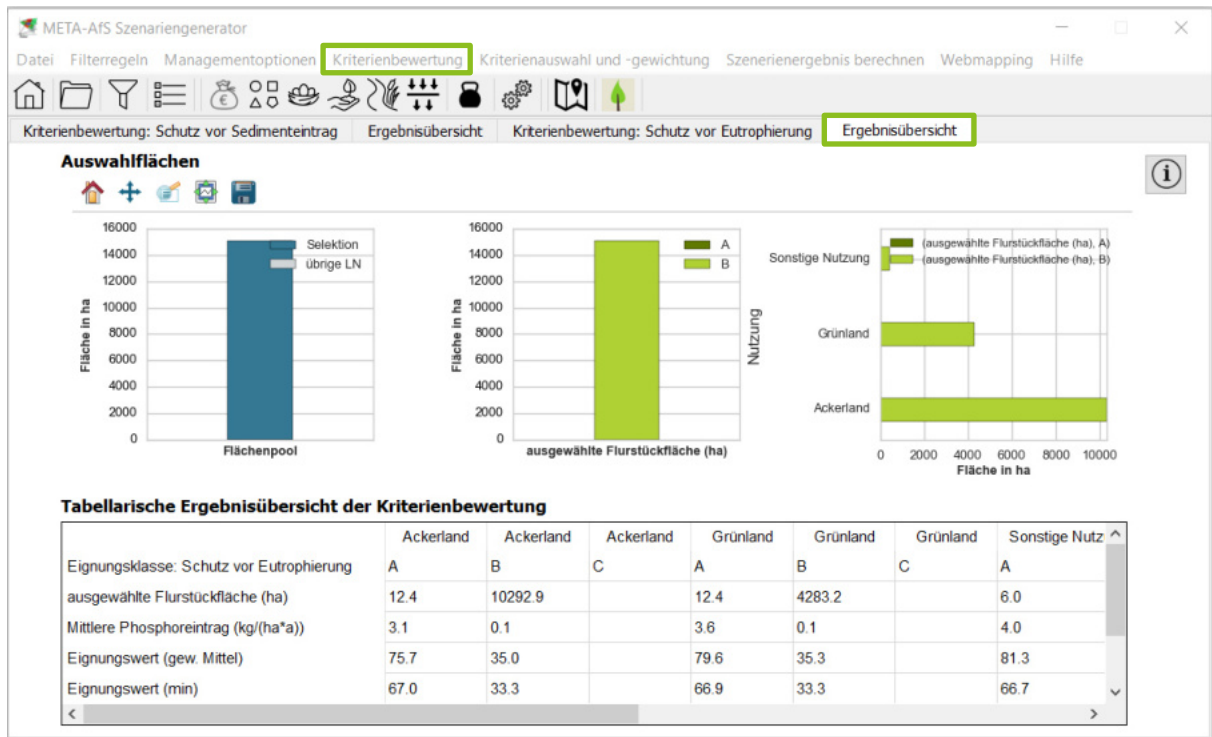 META-AfS Szenariengenerator
Datei Filterregeln Managementoptionen Kriterienbewertung Kriterienauswahl und -gewichtung Szenerienergebnis berechnen Webmapping Hilfe
Kriterienbewertung: Schutz vor Sedimenteintrag Ergebnisübersicht Kriterienbewertung: Schutz vor Eutrophierung Ergebnisübersicht
Auswahlflächen
i
16000
14000
12000
10000
8000
6000
4000
2000
0
Fläche in ha
Selektion
übrige LN
Flächenpool
16000
14000
12000
10000
8000
6000
4000
2000
0
Fläche in ha
A
B
ausgewählte Flurstückfläche (ha)
Nutzung
Sonstige Nutzung
Grünland
Ackerland
(ausgewählte Flurstückfläche (ha), A)
(ausgewählte Flurstückfläche (ha), B)
0 2000 4000 6000 8000 10000
Fläche in ha
Tabellarische Ergebnisübersicht der Kriterienbewertung
Ackerland Ackerland Ackerland Grünland Grünland Grünland Sonstige Nutz
Eignungsklasse: Schutz vor Eutrophierung A B C A B C A
ausgewählte Flurstückfläche (ha) 12.4 10292.9 12.4 4283.2 6.0
Mittlere Phosphoreintrag (kg/(ha*a)) 3.1 0.1 3.6 0.1 4.0
Eignungswert (gew. Mittel) 75.7 35.0 79.6 35.3 81.3
Eignungswert (min) 67.0 33.3 66.9 33.3 66.7